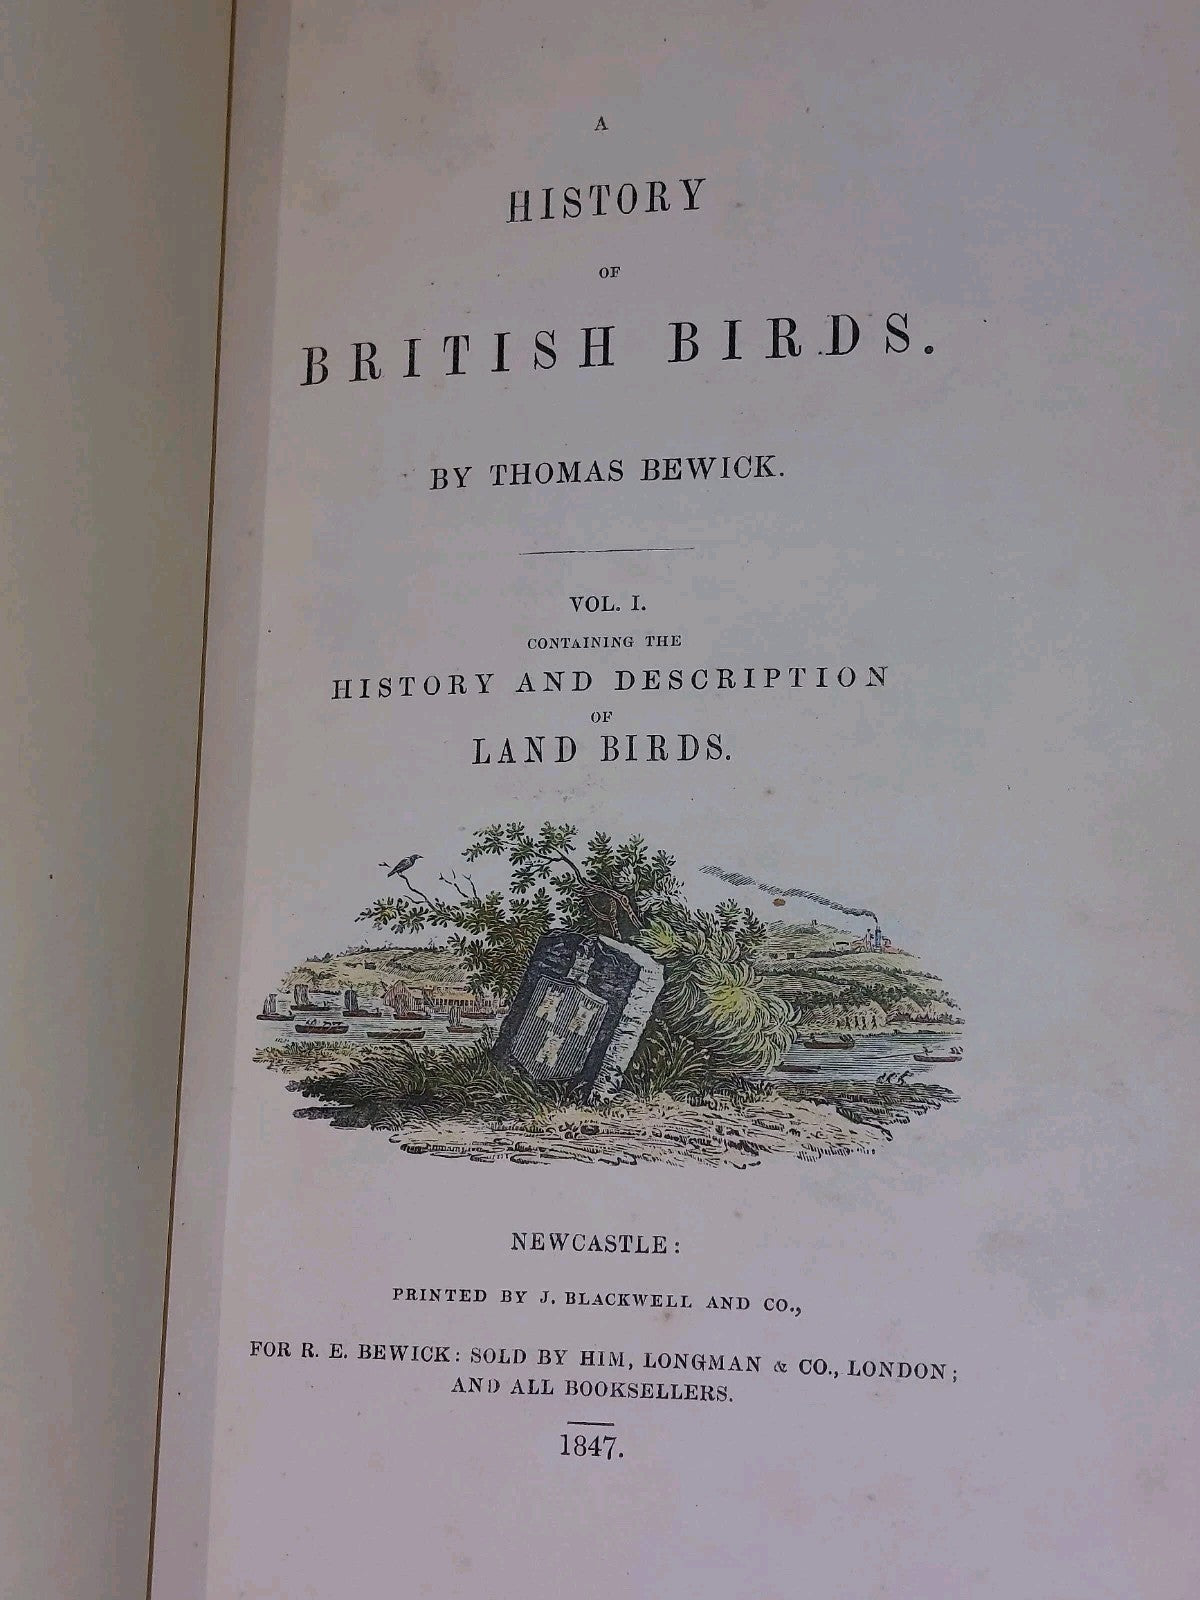 A
HISTORY
OF
BRITISH BIRDS.
BY THOMAS BEWICK.
VOL. I.
CONTAINING THE
HISTORY AND DESCRIPTION
OF
LAND BIRDS.
NEWCASTLE:
PRINTED BY J. BLACKWELL AND CO.,
FOR R. E. BEWICK: SOLD BY HIM, LONGMAN & CO., LONDON;
AND ALL BOOKSELLERS.
1847.